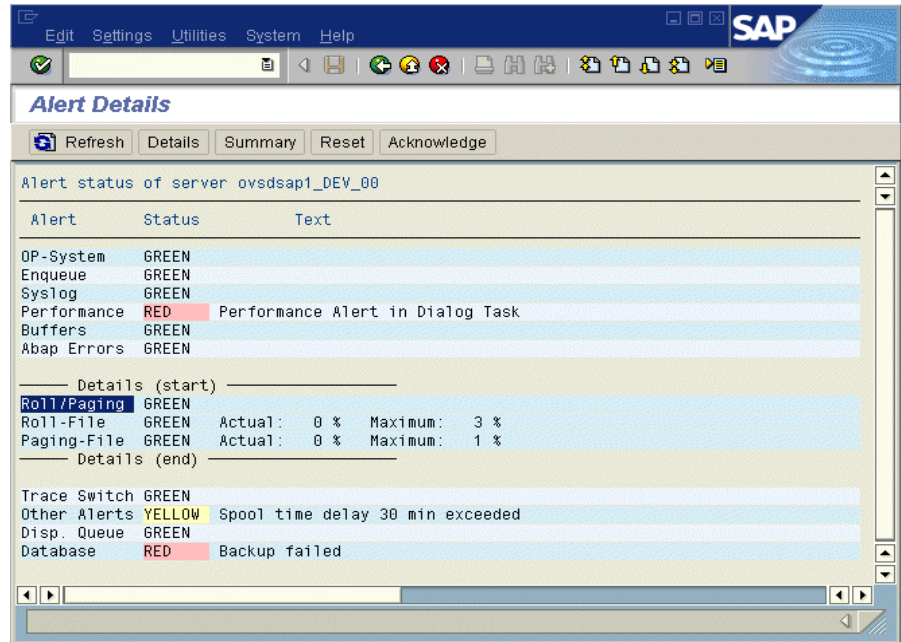 SAP
Edit Settings Utilities System Help
Alert Details
Refresh Details Summary Reset Acknowledge
Alert status of server ovsdsap1_DEV_00
Alert Status Text
OP-System GREEN
Enqueue GREEN
Syslog GREEN
Performance RED Performance Alert in Dialog Task
Buffers GREEN
Abap Errors GREEN
Details (start)
Roll/Paging GREEN
Roll-File GREEN Actual: 0 % Maximum: 3 %
Paging-File GREEN Actual: 0 % Maximum: 1 %
Details (end)
Trace Switch GREEN
Other Alerts YELLOW Spool time delay 30 min exceeded
Disp. Queue GREEN
Database RED Backup failed